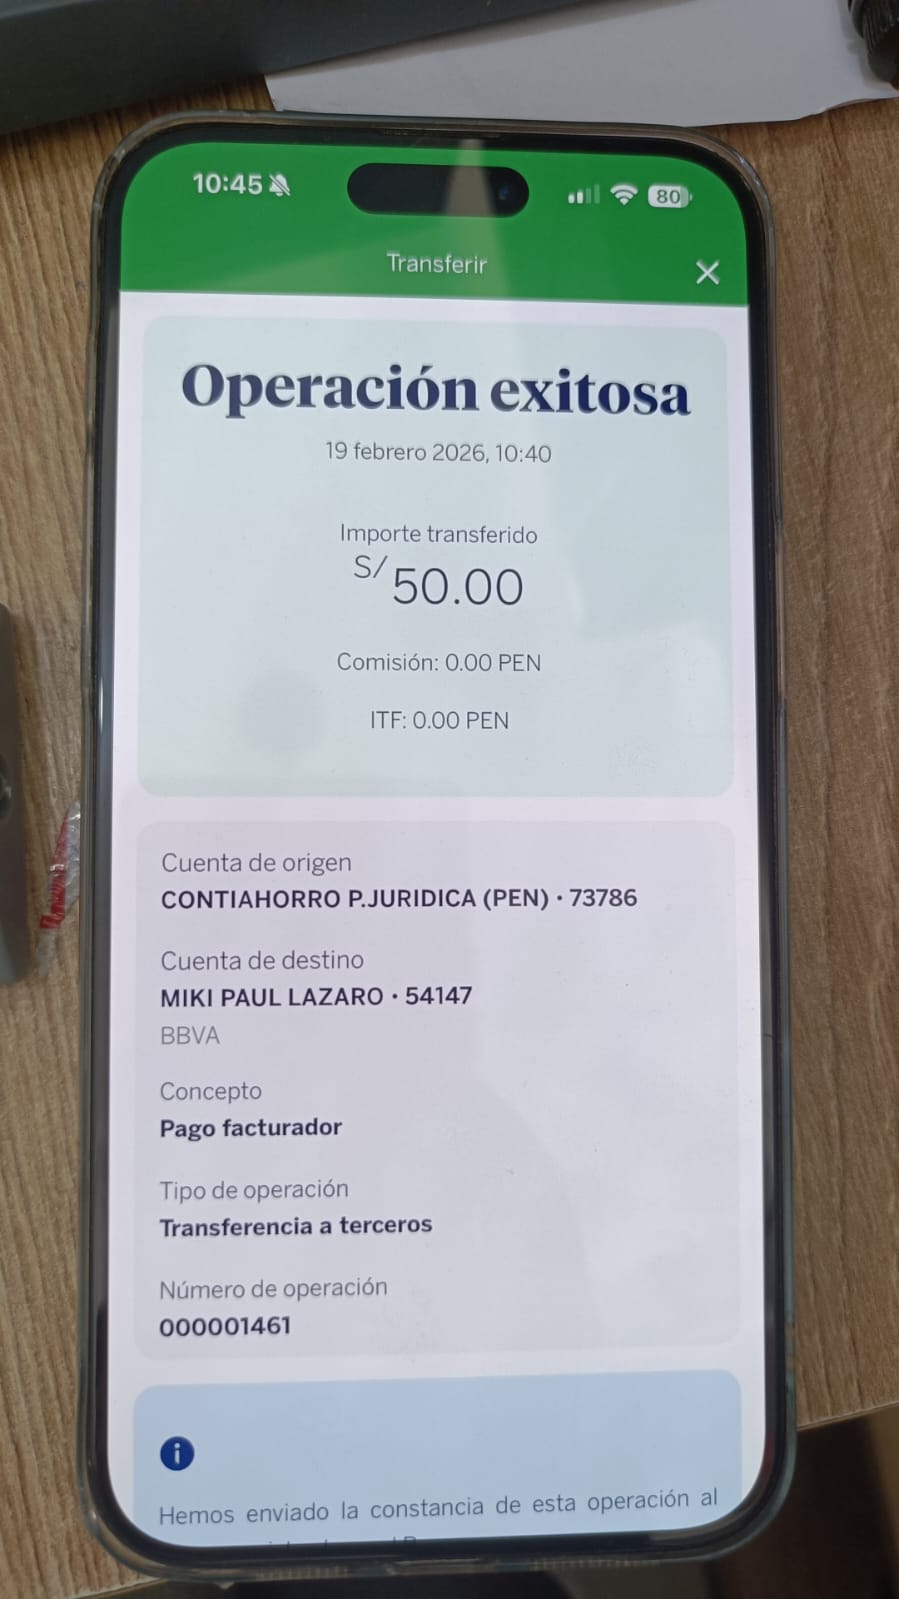 10:45
80
Transferir
Operación exitosa
19 febrero 2026, 10:40
Importe transferido
S/ 50.00
Comisión: 0.00 PEN
ITF: 0.00 PEN
Cuenta de origen
CONTIAHORRO P.JURIDICA (PEN) • 73786
Cuenta de destino
MIKI PAUL LAZARO • 54147
BBVA
Concepto
Pago facturador
Tipo de operación
Transferencia a terceros
Número de operación
000001461
Hemos enviado la constancia de esta operación al